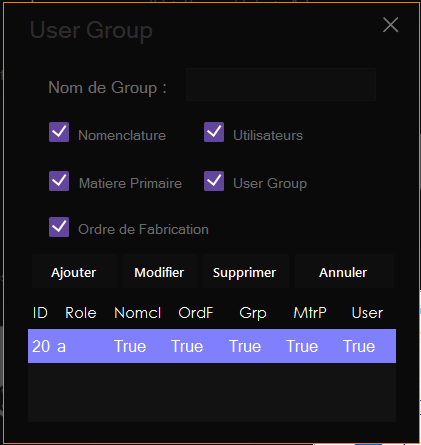 User Group
Nom de Group :
Nomenclature Utilisateurs
Matiere Primaire User Group
Ordre de Fabrication
Ajouter Modifier Supprimer Annuler
ID Role Nomcl OrdF Grp MtrP User
20 a True True True True True